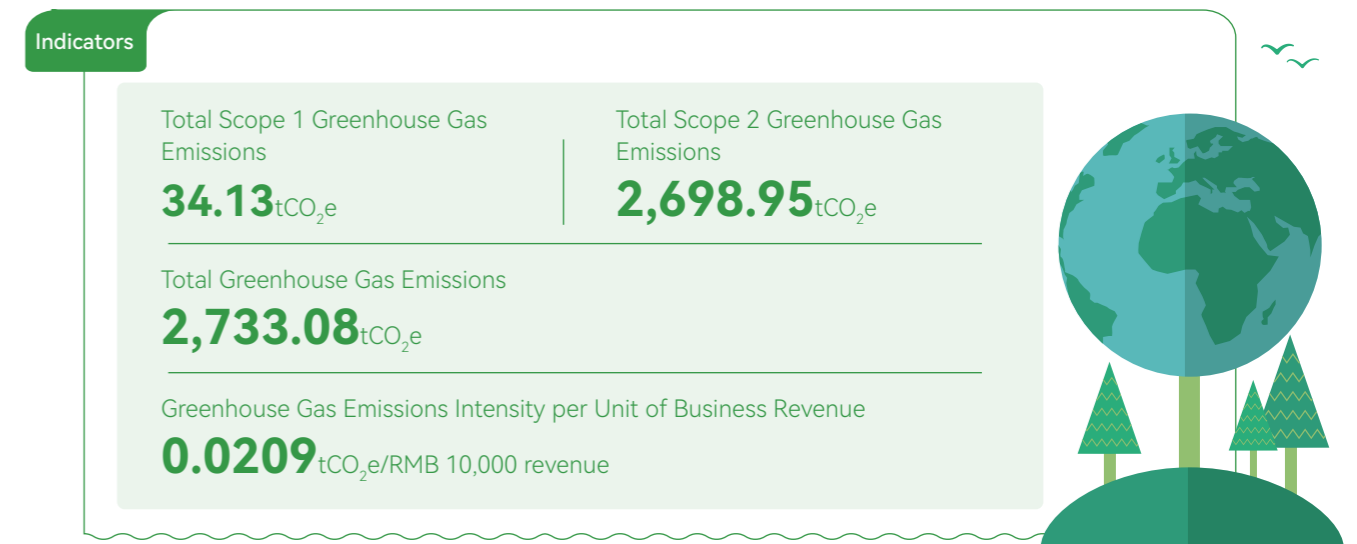 Indicators
Total Scope 1 Greenhouse Gas
Emissions
34.13tCO₂e
Total Scope 2 Greenhouse Gas
Emissions
2,698.95tCO₂e
Total Greenhouse Gas Emissions
2,733.08tCO₂e
Greenhouse Gas Emissions Intensity per Unit of Business Revenue
0.0209tCO₂e/RMB 10,000 revenue